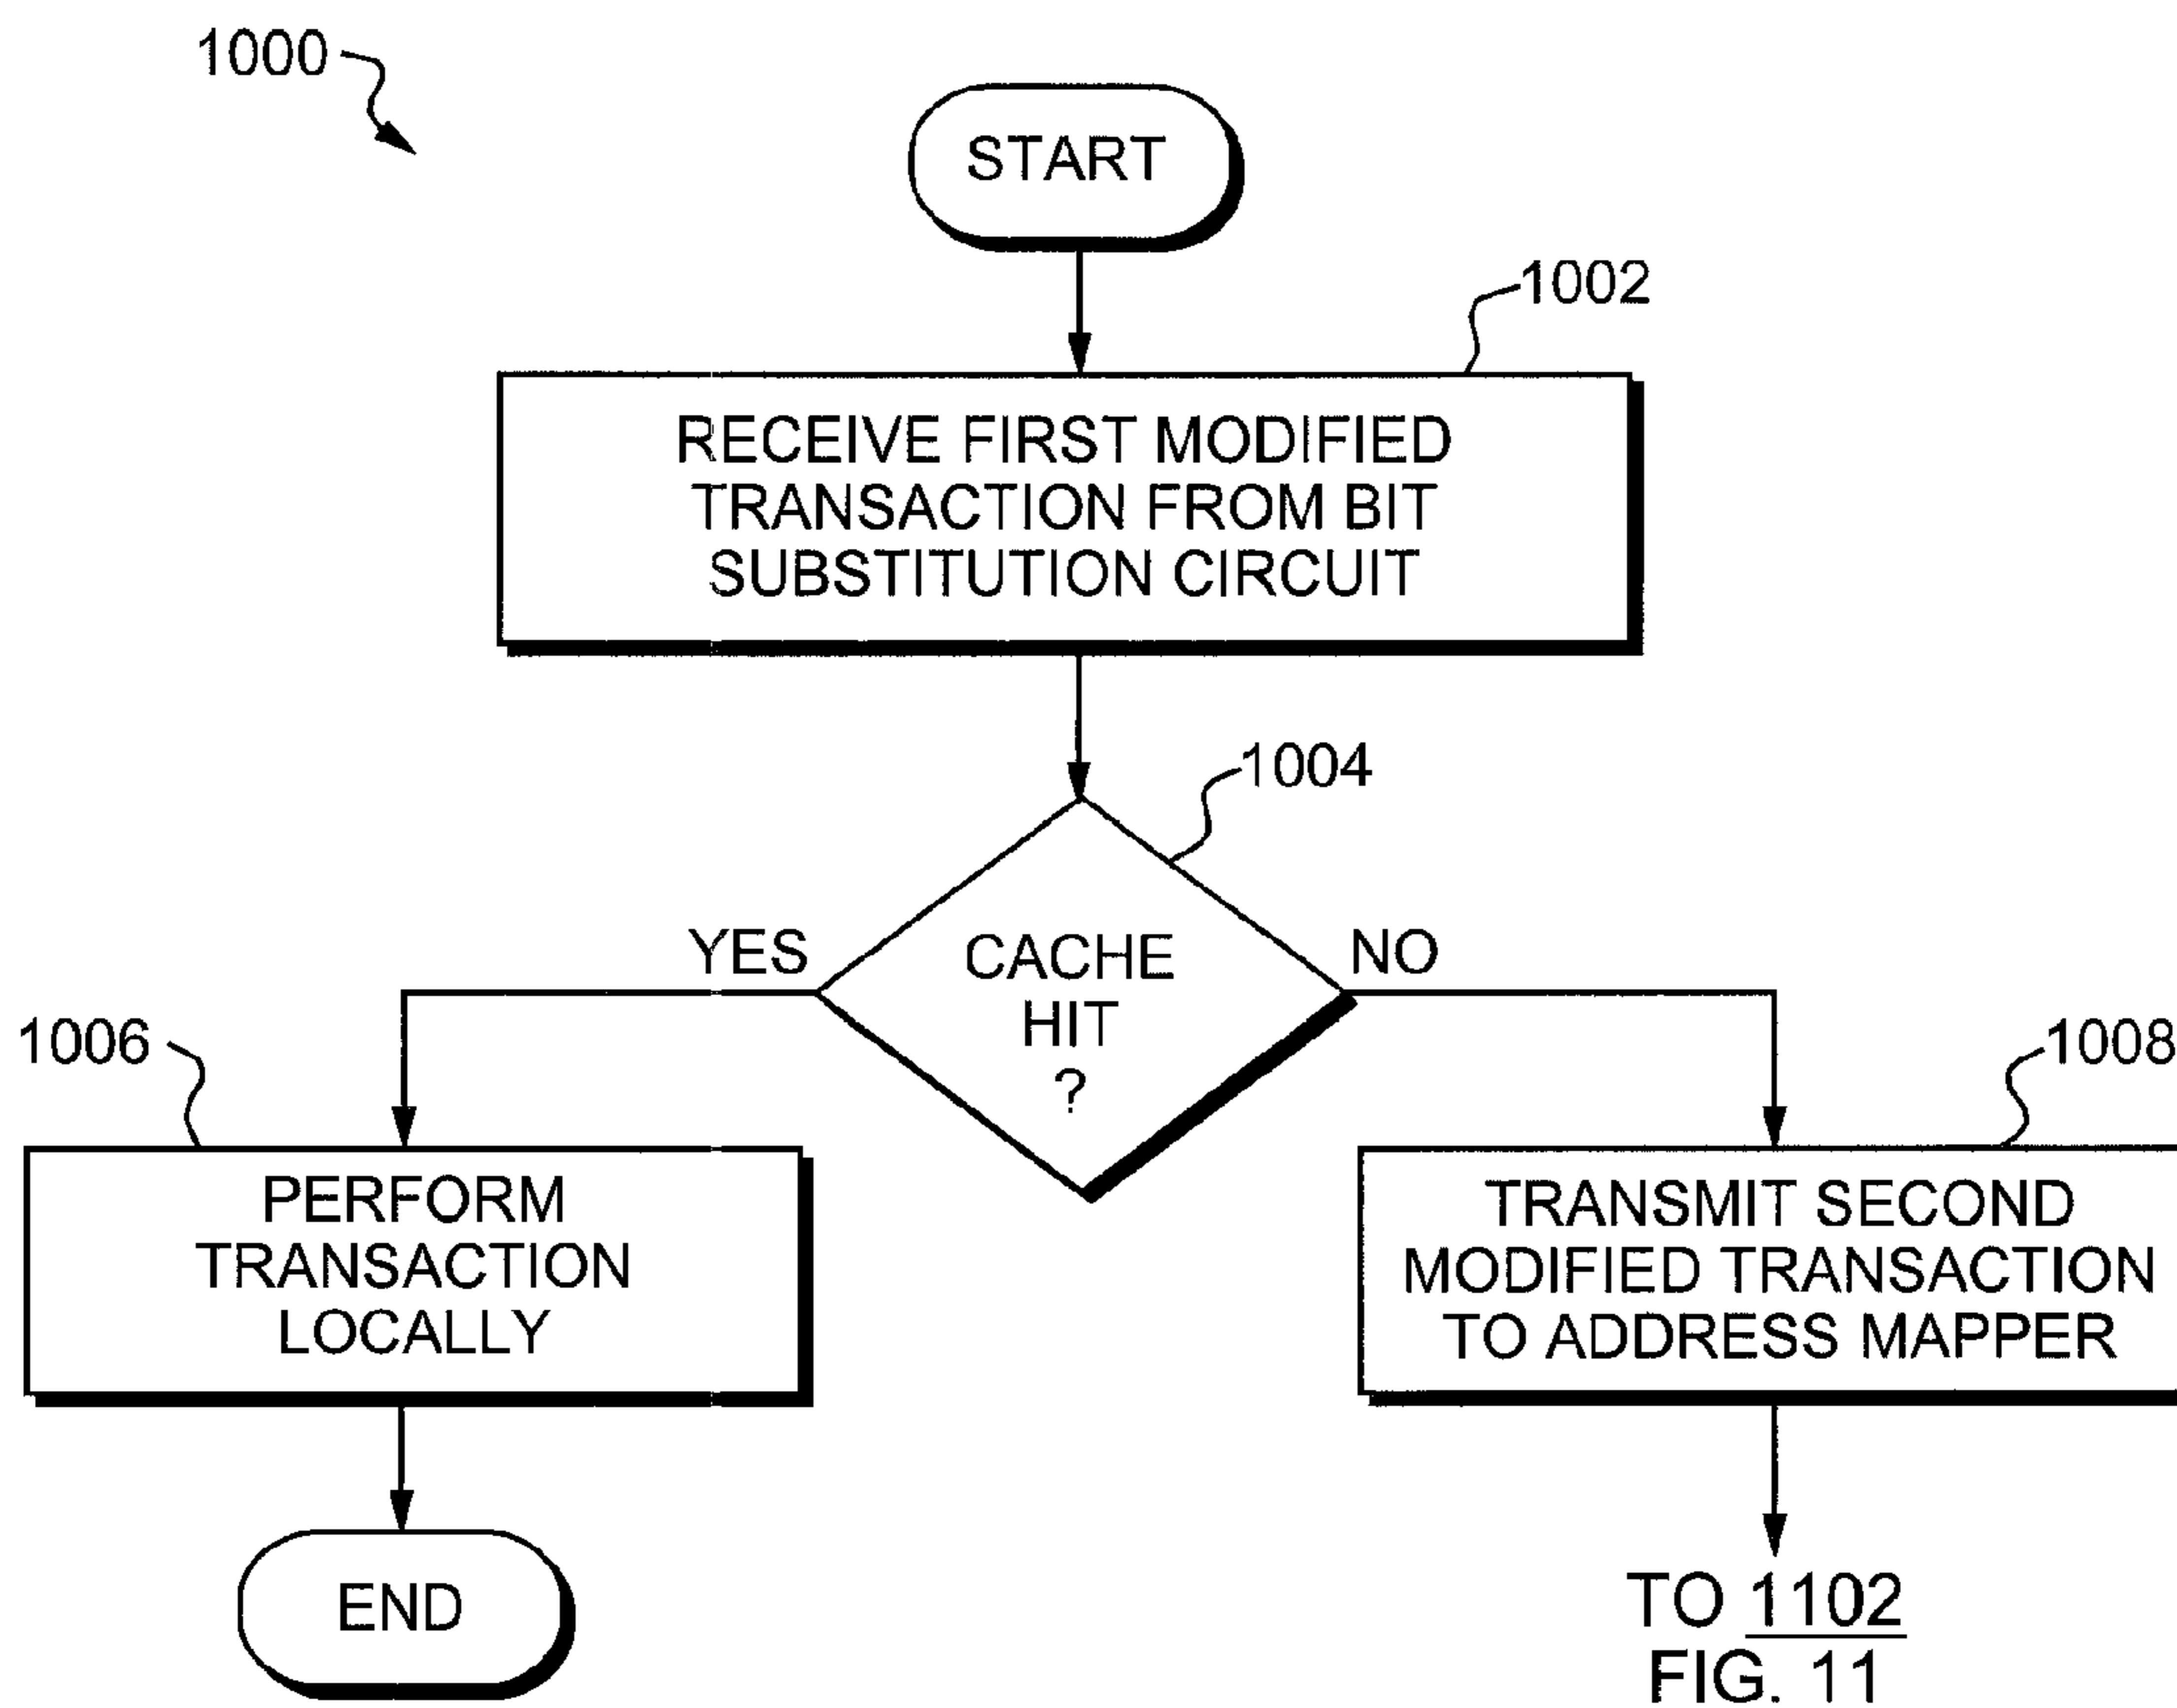 1000
START
1002
RECEIVE FIRST MODIFIED
TRANSACTION FROM BIT
SUBSTITUTION CIRCUIT
1004
YES
CACHE
HIT
?
NO
1006
PERFORM
TRANSACTION
LOCALLY
1008
TRANSMIT SECOND
MODIFIED TRANSACTION
TO ADDRESS MAPPER
END
TO 1102
FIG. 11